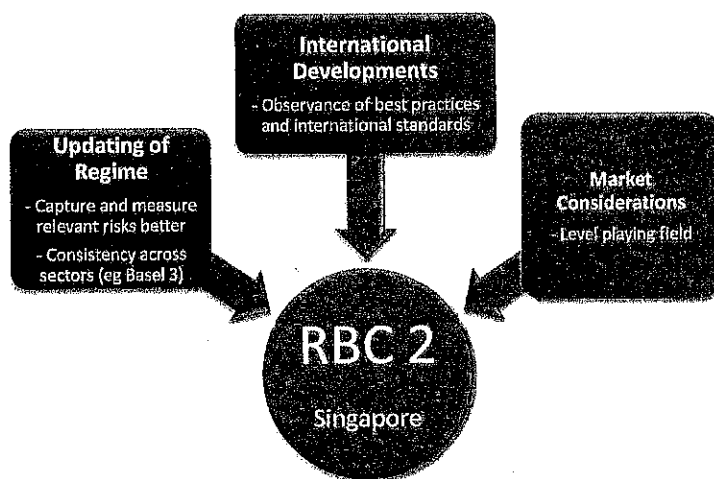 International
Developments
- Observance of best practices
and international standards
Updating of
Regime
- Capture and measure
relevant risks better
- Consistency across
sectors (eg Basel 3)
Market
Considerations
- Level playing field
RBC 2
Singapore